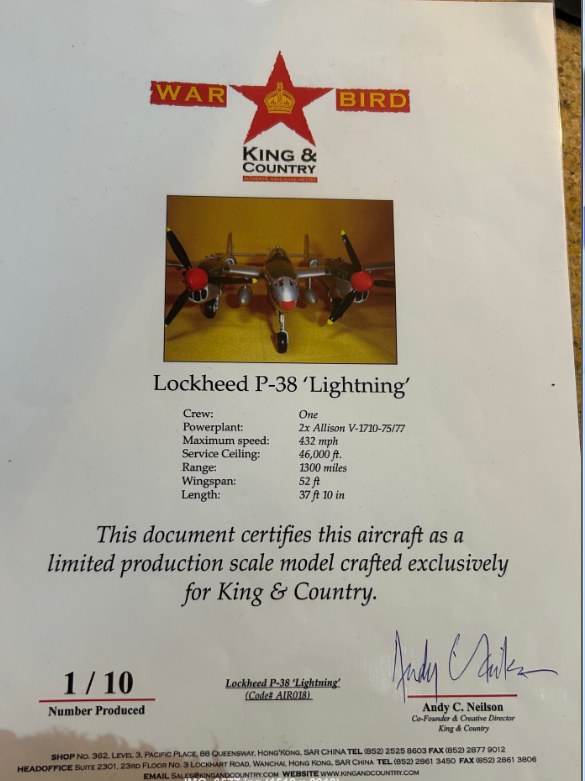 WAR BIRD
KING &
COUNTRY
Lockheed P-38 ‘Lightning’
Crew: One
Powerplant: 2x Allison V-1710-75/77
Maximum speed: 432 mph
Service Ceiling: 46,000 ft.
Range: 1300 miles
Wingspan: 52 ft
Length: 37 ft 10 in
This document certifies this aircraft as a
limited production scale model crafted exclusively
for King & Country.
1 / 10
Number Produced
Lockheed P-38 ‘Lightning’
(Code# AIR018)
Andy C. Neilson
Co-Founder & Creative Director
King & Country
SHOP No. 362, LEVEL 3, PACIFIC PLACE, 88 QUEENSWAY, HONG KONG, SAR CHINA TEL (852) 2525 8603 FAX (852) 2877 9012
HEADOFFICE SUITE 2301, 23RD FLOOR NO. 3 LOCKHART ROAD, WANCHAI, HONG KONG, SAR CHINA TEL (852) 2861 3450 FAX (852) 2861 3806
EMAIL SALES@KINGANDCOUNTRY.COM WEBSITE WWW.KINGANDCOUNTRY.COM